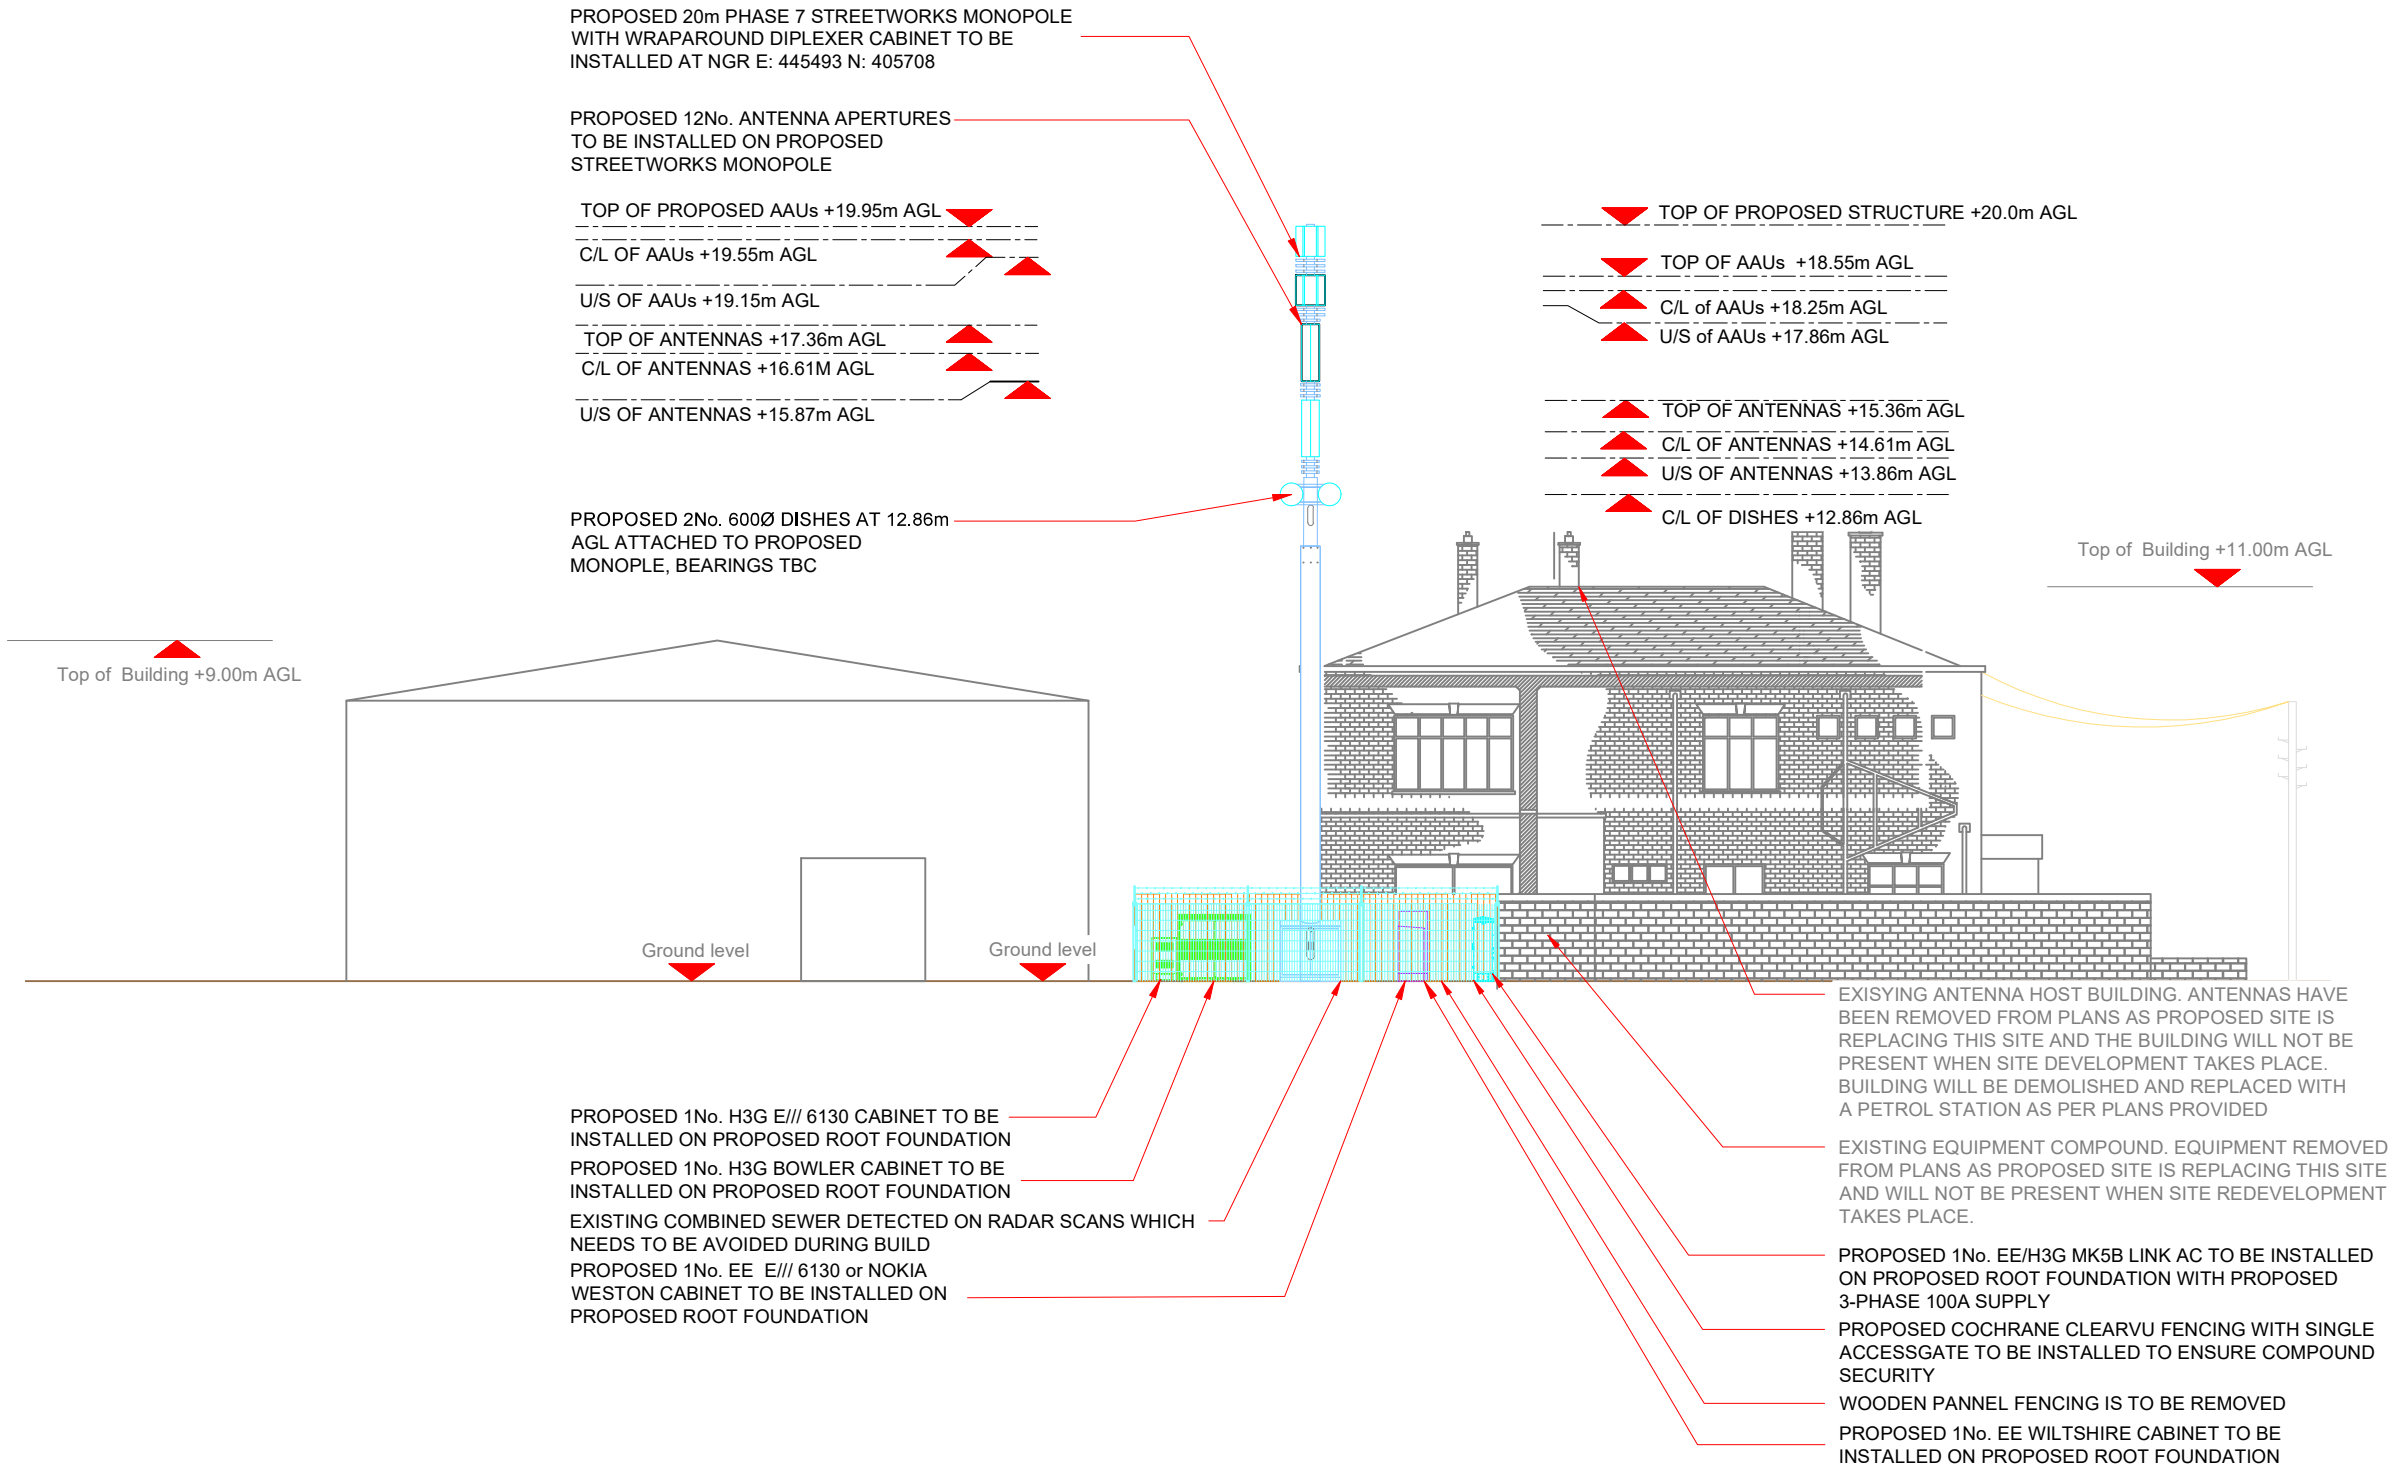 PROPOSED 20m PHASE 7 STREETWORKS MONOPOLE
WITH WRAPAROUND DIPLEXER CABINET TO BE
INSTALLED AT NGR E: 445493 N: 405708
PROPOSED 12No. ANTENNA APERTURES
TO BE INSTALLED ON PROPOSED
STREETWORKS MONOPOLE
TOP OF PROPOSED AAUs +19.95m AGL
C/L OF AAUs +19.55m AGL
U/S OF AAUs +19.15m AGL
TOP OF ANTENNAS +17.36m AGL
C/L OF ANTENNAS +16.61M AGL
U/S OF ANTENNAS +15.87m AGL
PROPOSED 2No. 600Ø DISHES AT 12.86m
AGL ATTACHED TO PROPOSED
MONOPLE, BEARINGS TBC
TOP OF PROPOSED STRUCTURE +20.0m AGL
TOP OF AAUs +18.55m AGL
C/L of AAUs +18.25m AGL
U/S of AAUs +17.86m AGL
TOP OF ANTENNAS +15.36m AGL
C/L OF ANTENNAS +14.61m AGL
U/S OF ANTENNAS +13.86m AGL
C/L OF DISHES +12.86m AGL
Top of Building +11.00m AGL
Top of Building +9.00m AGL
Ground level
Ground level
PROPOSED 1No. H3G E/// 6130 CABINET TO BE
INSTALLED ON PROPOSED ROOT FOUNDATION
PROPOSED 1No. H3G BOWLER CABINET TO BE
INSTALLED ON PROPOSED ROOT FOUNDATION
EXISTING COMBINED SEWER DETECTED ON RADAR SCANS WHICH
NEEDS TO BE AVOIDED DURING BUILD
PROPOSED 1No. EE E/// 6130 or NOKIA
WESTON CABINET TO BE INSTALLED ON
PROPOSED ROOT FOUNDATION
EXISYING ANTENNA HOST BUILDING. ANTENNAS HAVE
BEEN REMOVED FROM PLANS AS PROPOSED SITE IS
REPLACING THIS SITE AND THE BUILDING WILL NOT BE
PRESENT WHEN SITE DEVELOPMENT TAKES PLACE.
BUILDING WILL BE DEMOLISHED AND REPLACED WITH
A PETROL STATION AS PER PLANS PROVIDED
EXISTING EQUIPMENT COMPOUND. EQUIPMENT REMOVED
FROM PLANS AS PROPOSED SITE IS REPLACING THIS SITE
AND WILL NOT BE PRESENT WHEN SITE REDEVELOPMENT
TAKES PLACE.
PROPOSED 1No. EE/H3G MK5B LINK AC TO BE INSTALLED
ON PROPOSED ROOT FOUNDATION WITH PROPOSED
3-PHASE 100A SUPPLY
PROPOSED COCHRANE CLEARVU FENCING WITH SINGLE
ACCESSGATE TO BE INSTALLED TO ENSURE COMPOUND
SECURITY
WOODEN PANNEL FENCING IS TO BE REMOVED
PROPOSED 1No. EE WILTSHIRE CABINET TO BE
INSTALLED ON PROPOSED ROOT FOUNDATION